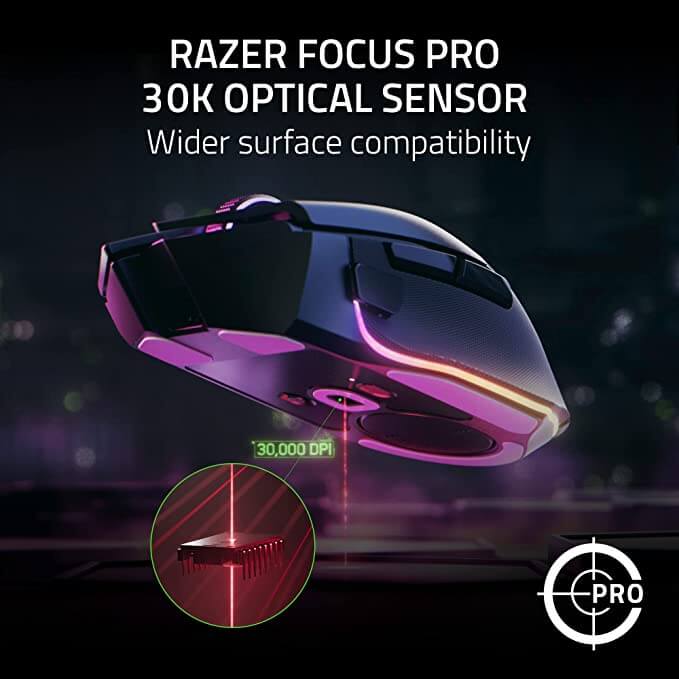 RAZER FOCUS PRO
30K OPTICAL SENSOR
Wider surface compatibility
30,000 DPI
PRO